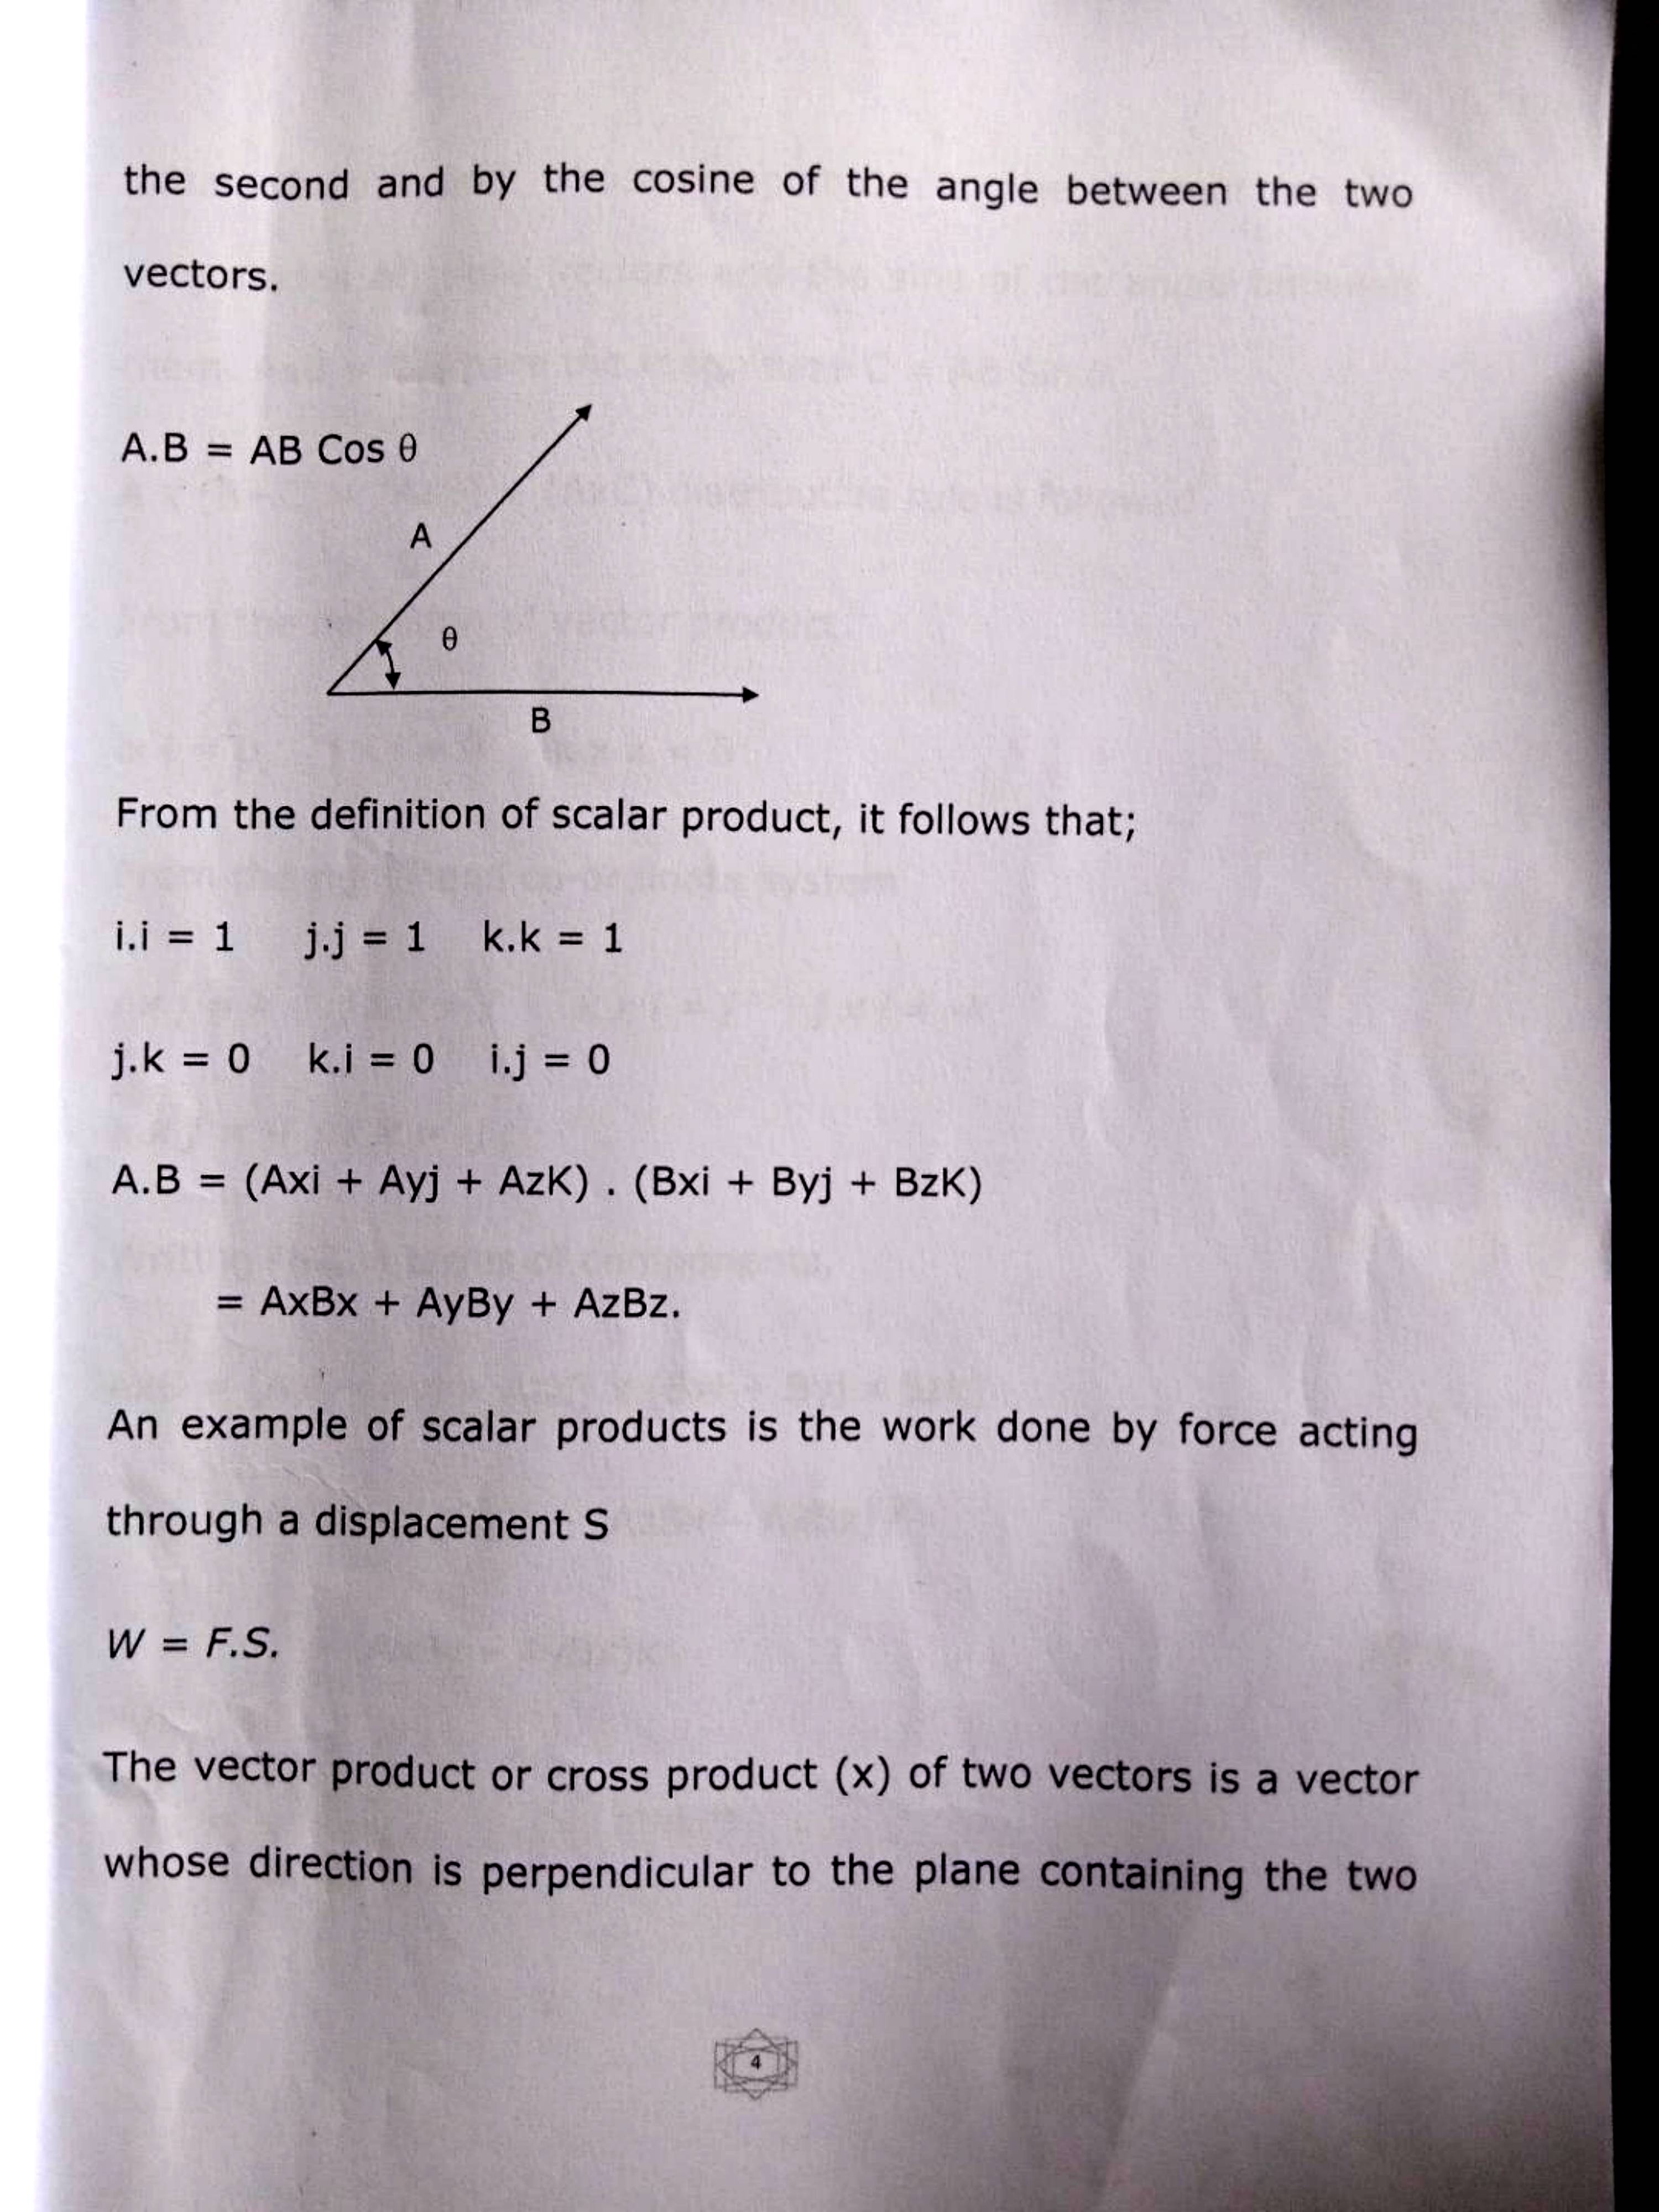 the second and by the cosine of the angle between the two
vectors.
A.B = AB Cos θ
A
θ
B
From the definition of scalar product, it follows that;
i.i = 1 j.j = 1 k.k = 1
j.k = 0 k.i = 0 i.j = 0
A.B = (Axi + Ayj + AzK) . (Bxi + Byj + BzK)
= AxBx + AyBy + AzBz.
An example of scalar products is the work done by force acting
through a displacement S
W = F.S.
The vector product or cross product (x) of two vectors is a vector
whose direction is perpendicular to the plane containing the two
4